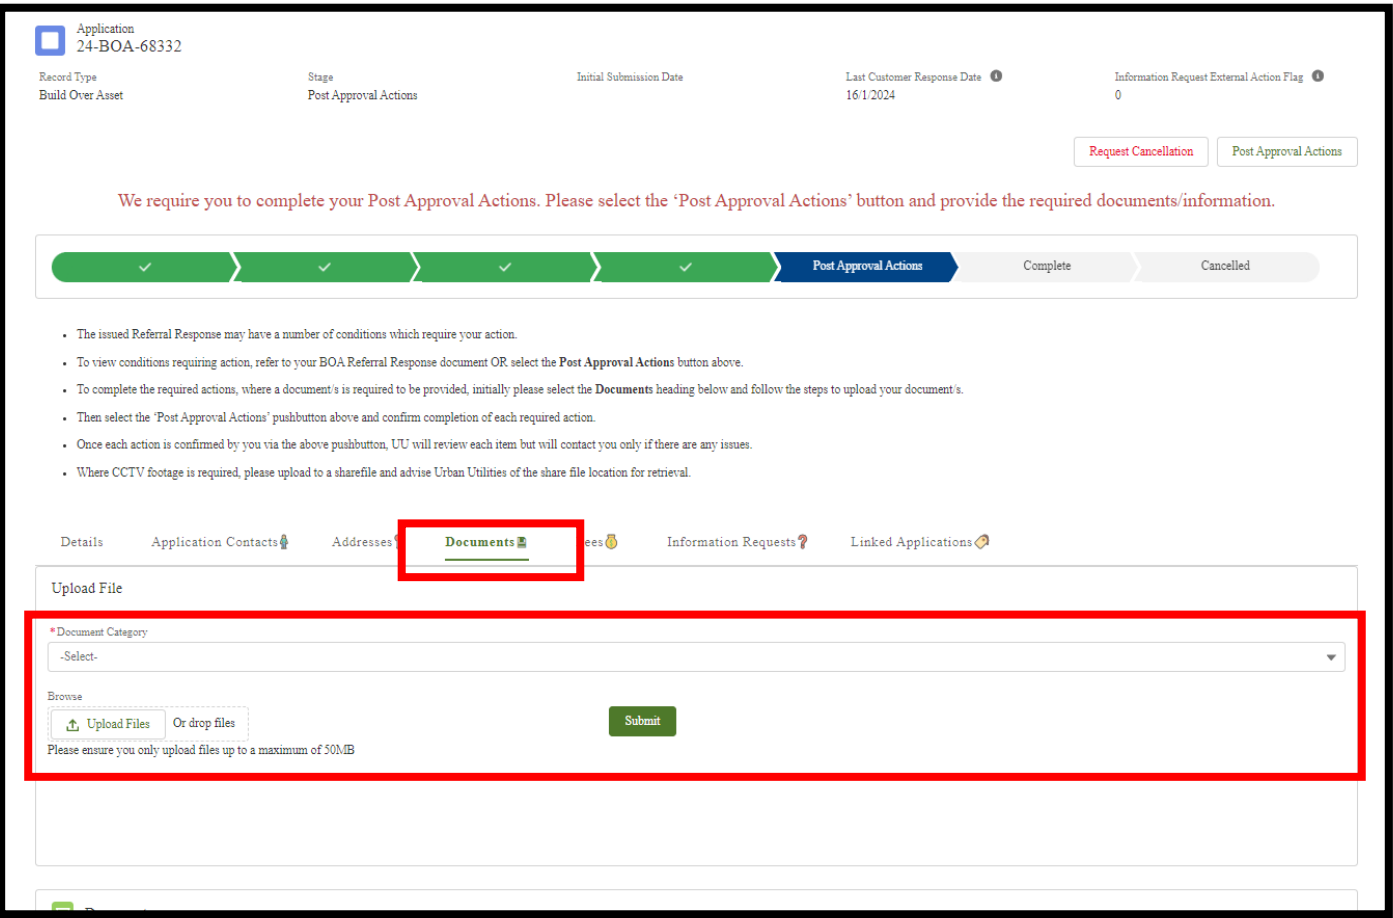 Application
24-BOA-68332
Record Type
Build Over Asset
Stage
Post Approval Actions
Initial Submission Date
Last Customer Response Date
16/1/2024
Information Request External Action Flag
0
Request Cancellation
Post Approval Actions
We require you to complete your Post Approval Actions. Please select the ‘Post Approval Actions’ button and provide the required documents/information.
Post Approval Actions
Complete
Cancelled
• The issued Referral Response may have a number of conditions which require your action.
• To view conditions requiring action, refer to your BOA Referral Response document OR select the Post Approval Actions button above.
• To complete the required actions, where a document/s is required to be provided, initially please select the Documents heading below and follow the steps to upload your document/s.
• Then select the ‘Post Approval Actions’ pushbutton above and confirm completion of each required action.
• Once each action is confirmed by you via the above pushbutton, UU will review each item but will contact you only if there are any issues.
• Where CCTV footage is required, please upload to a sharefile and advise Urban Utilities of the share file location for retrieval.
Details
Application Contacts
Addresses
Documents
ees
Information Requests
Linked Applications
Upload File
*Document Category
-Select-
Browse
Upload Files
Or drop files
Submit
Please ensure you only upload files up to a maximum of 50MB